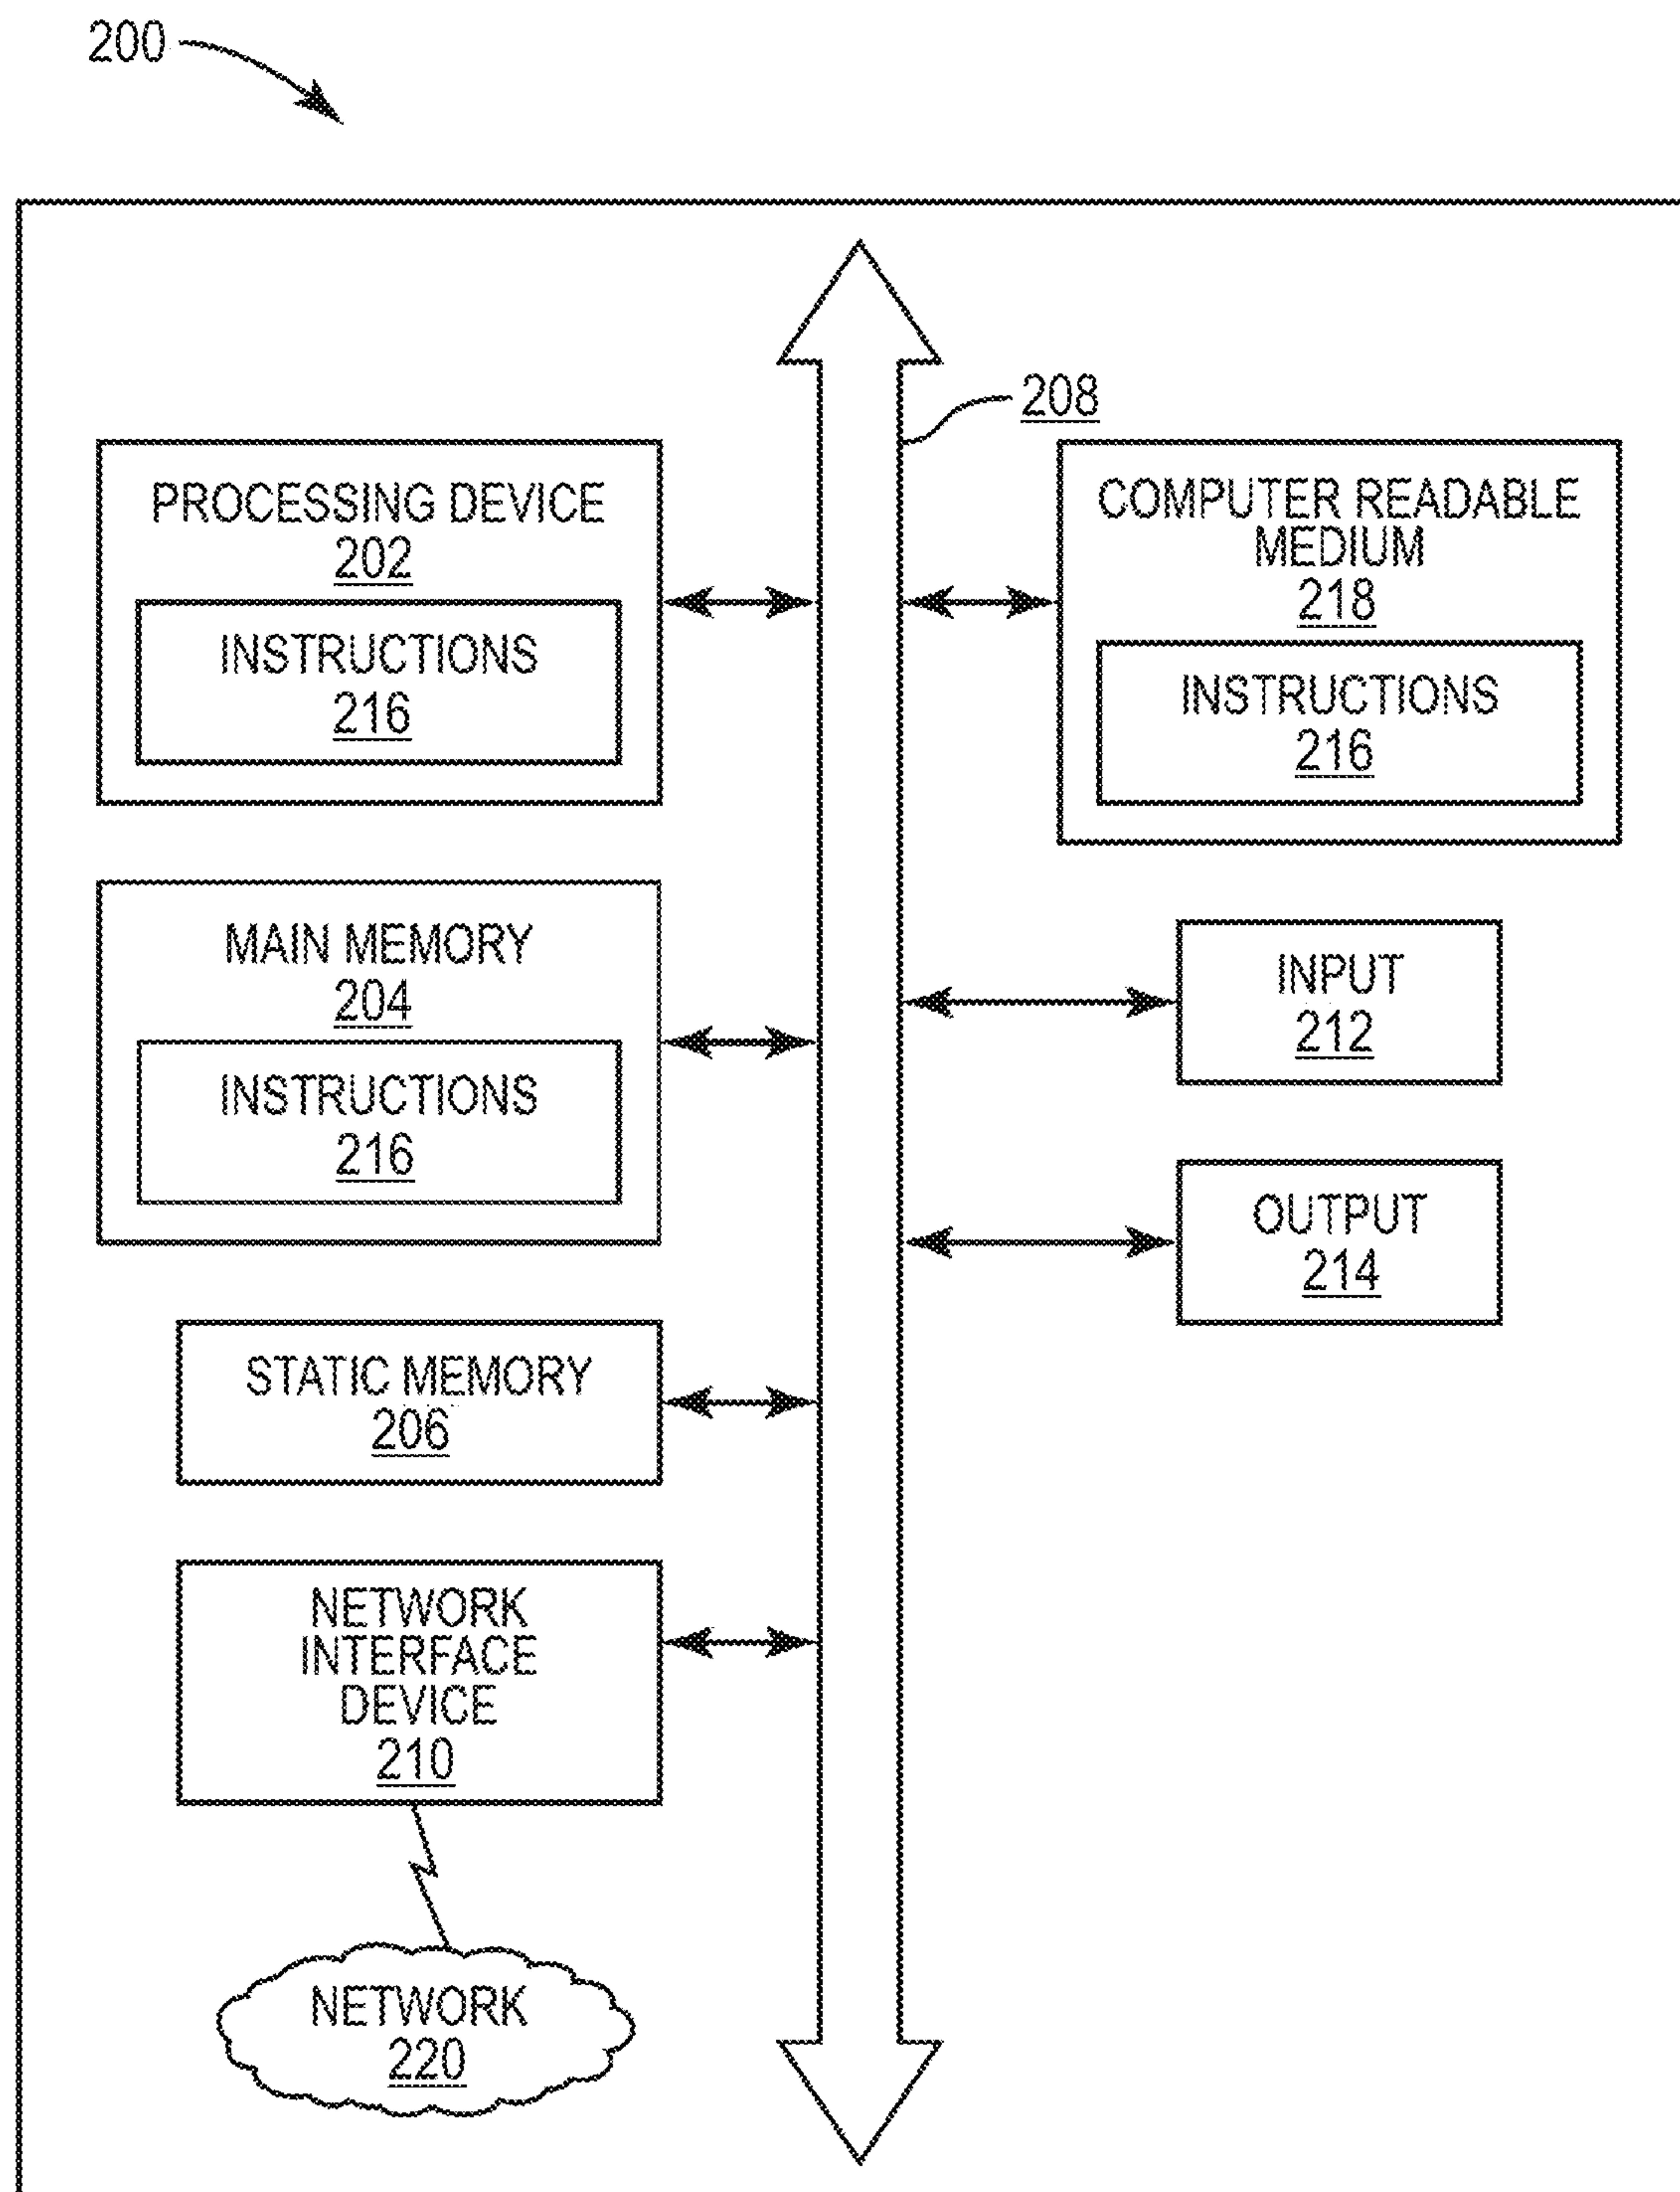 200
208
PROCESSING DEVICE
202
INSTRUCTIONS
216
COMPUTER READABLE
MEDIUM
218
INSTRUCTIONS
216
MAIN MEMORY
204
INSTRUCTIONS
216
INPUT
212
OUTPUT
214
STATIC MEMORY
206
NETWORK
INTERFACE
DEVICE
210
NETWORK
220